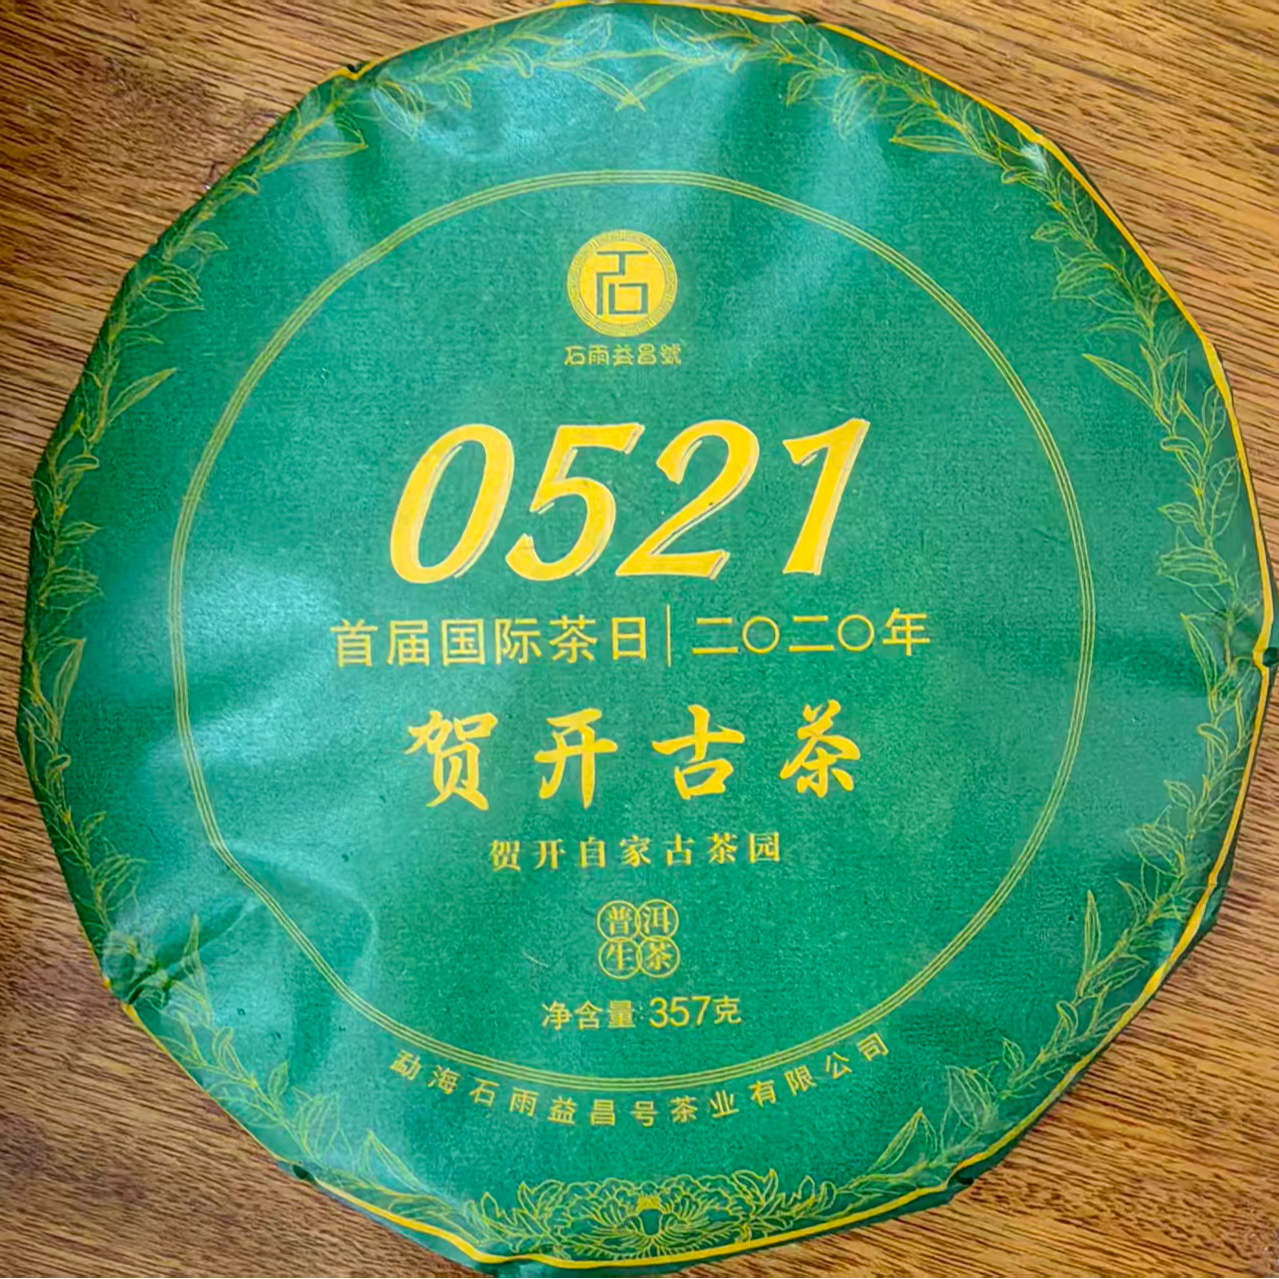 石
石雨益昌號
0521
首届国际茶日|二〇二〇年
贺开古茶
贺开自家古茶园
普洱
生茶
净含量:357克
勐海石雨益昌号茶业有限公司